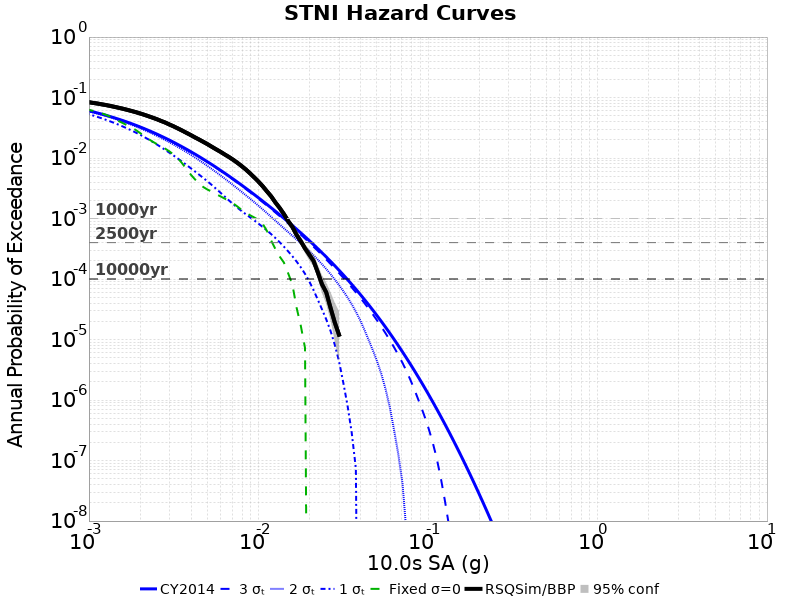 STNI Hazard Curves
Annual Probability of Exceedance
10^0
10^-1
10^-2
10^-3
10^-4
10^-5
10^-6
10^-7
10^-8
1000yr
2500yr
10000yr
10^-3 10^-2 10^-1 10^0 10^1
10.0s SA (g)
CY2014 3 σₜ 2 σₜ 1 σₜ Fixed σ=0 RSQSim/BBP 95% conf